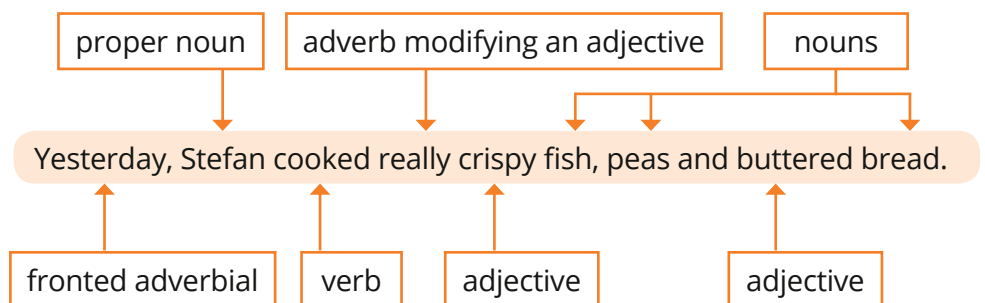 proper noun
adverb modifying an adjective
nouns
Yesterday, Stefan cooked really crispy fish, peas and buttered bread.
fronted adverbial
verb
adjective
adjective